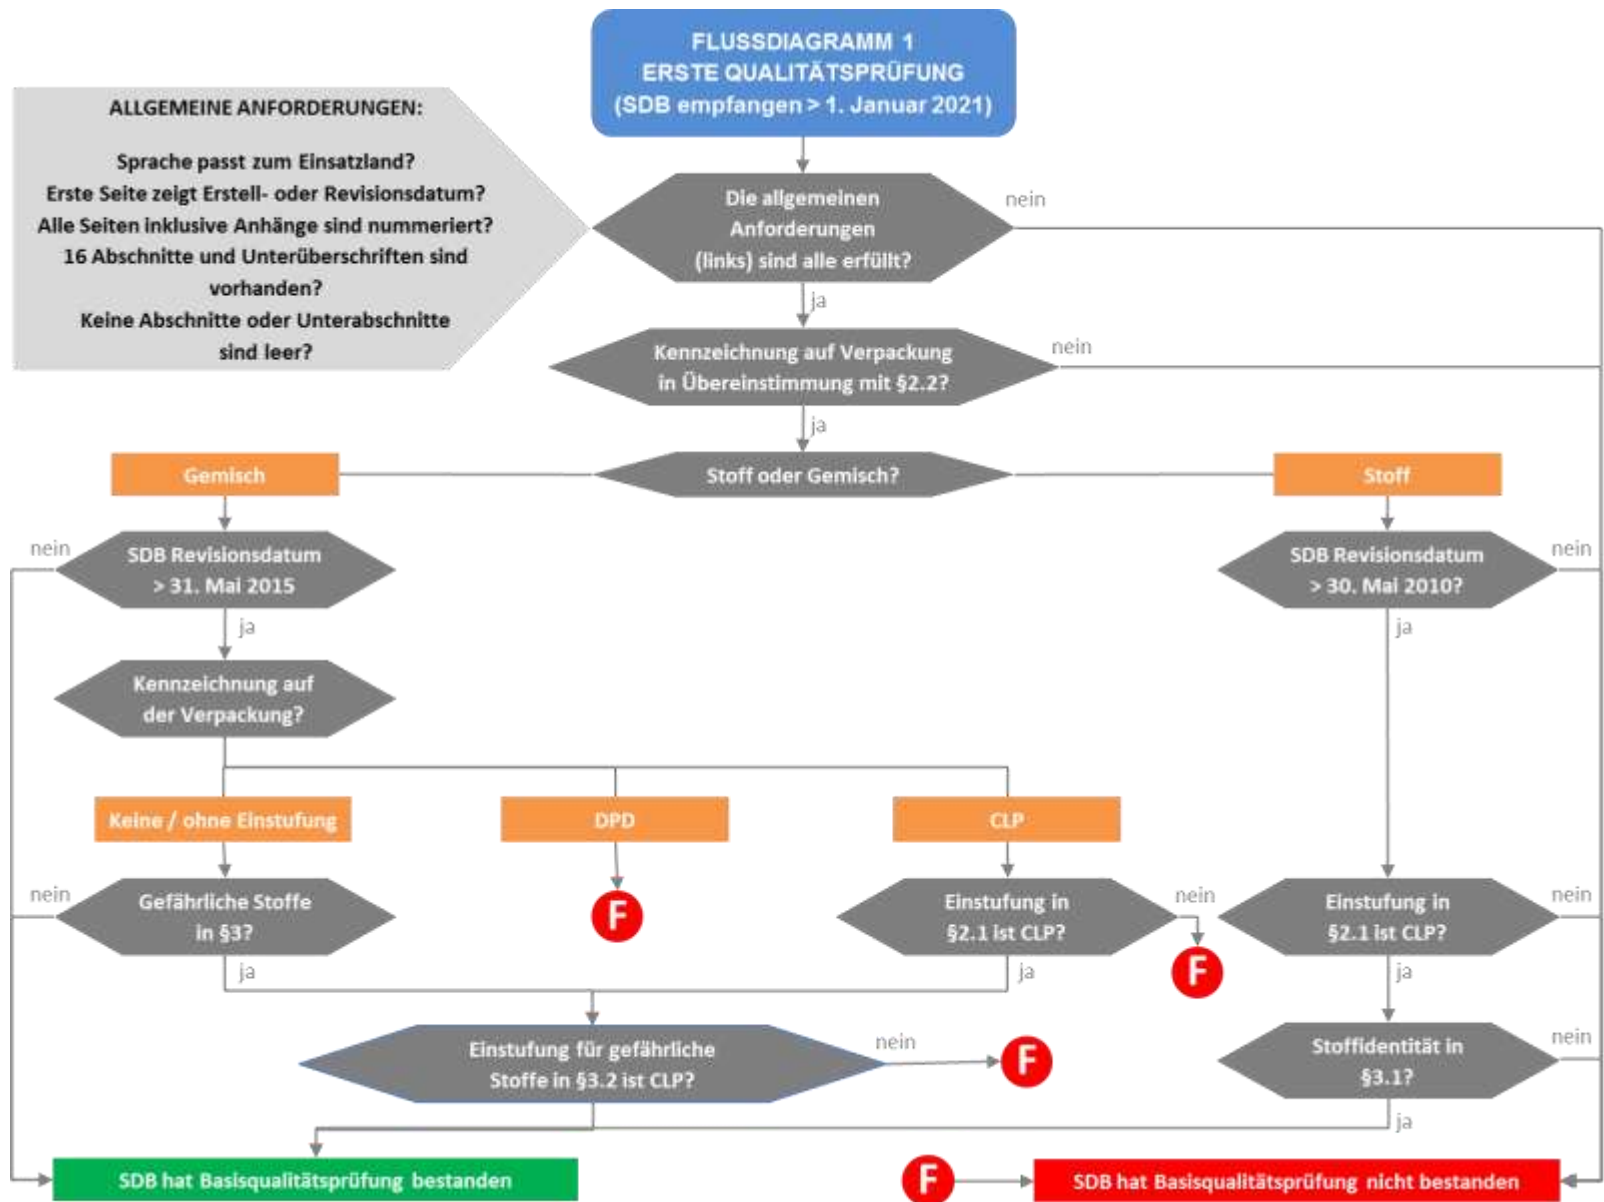 FLUSSDIAGRAMM 1
ERSTE QUALITÄTSPRÜFUNG
(SDB empfangen > 1. Januar 2021)
ALLGEMEINE ANFORDERUNGEN:
Sprache passt zum Einsatzland?
Erste Seite zeigt Erstell- oder Revisionsdatum?
Alle Seiten inklusive Anhänge sind nummeriert?
16 Abschnitte und Unterüberschriften sind
vorhanden?
Keine Abschnitte oder Unterabschnitte
sind leer?
Die allgemeinen
Anforderungen
(links) sind alle erfüllt?
nein
ja
Kennzeichnung auf Verpackung
in Übereinstimmung mit §2.2?
nein
ja
Gemisch
Stoff oder Gemisch?
Stoff
nein
SDB Revisionsdatum
> 31. Mai 2015
ja
SDB Revisionsdatum
> 30. Mai 2010?
nein
ja
Kennzeichnung auf
der Verpackung?
Keine / ohne Einstufung
DPD
CLP
nein
Gefährliche Stoffe
in §3?
ja
F
Einstufung in
§2.1 ist CLP?
nein
ja
F
Einstufung in
§2.1 ist CLP?
nein
ja
Einstufung für gefährliche
Stoffe in §3.2 ist CLP?
nein
F
Stoffidentität in
§3.1?
nein
ja
SDB hat Basisqualitätsprüfung bestanden
F
SDB hat Basisqualitätsprüfung nicht bestanden